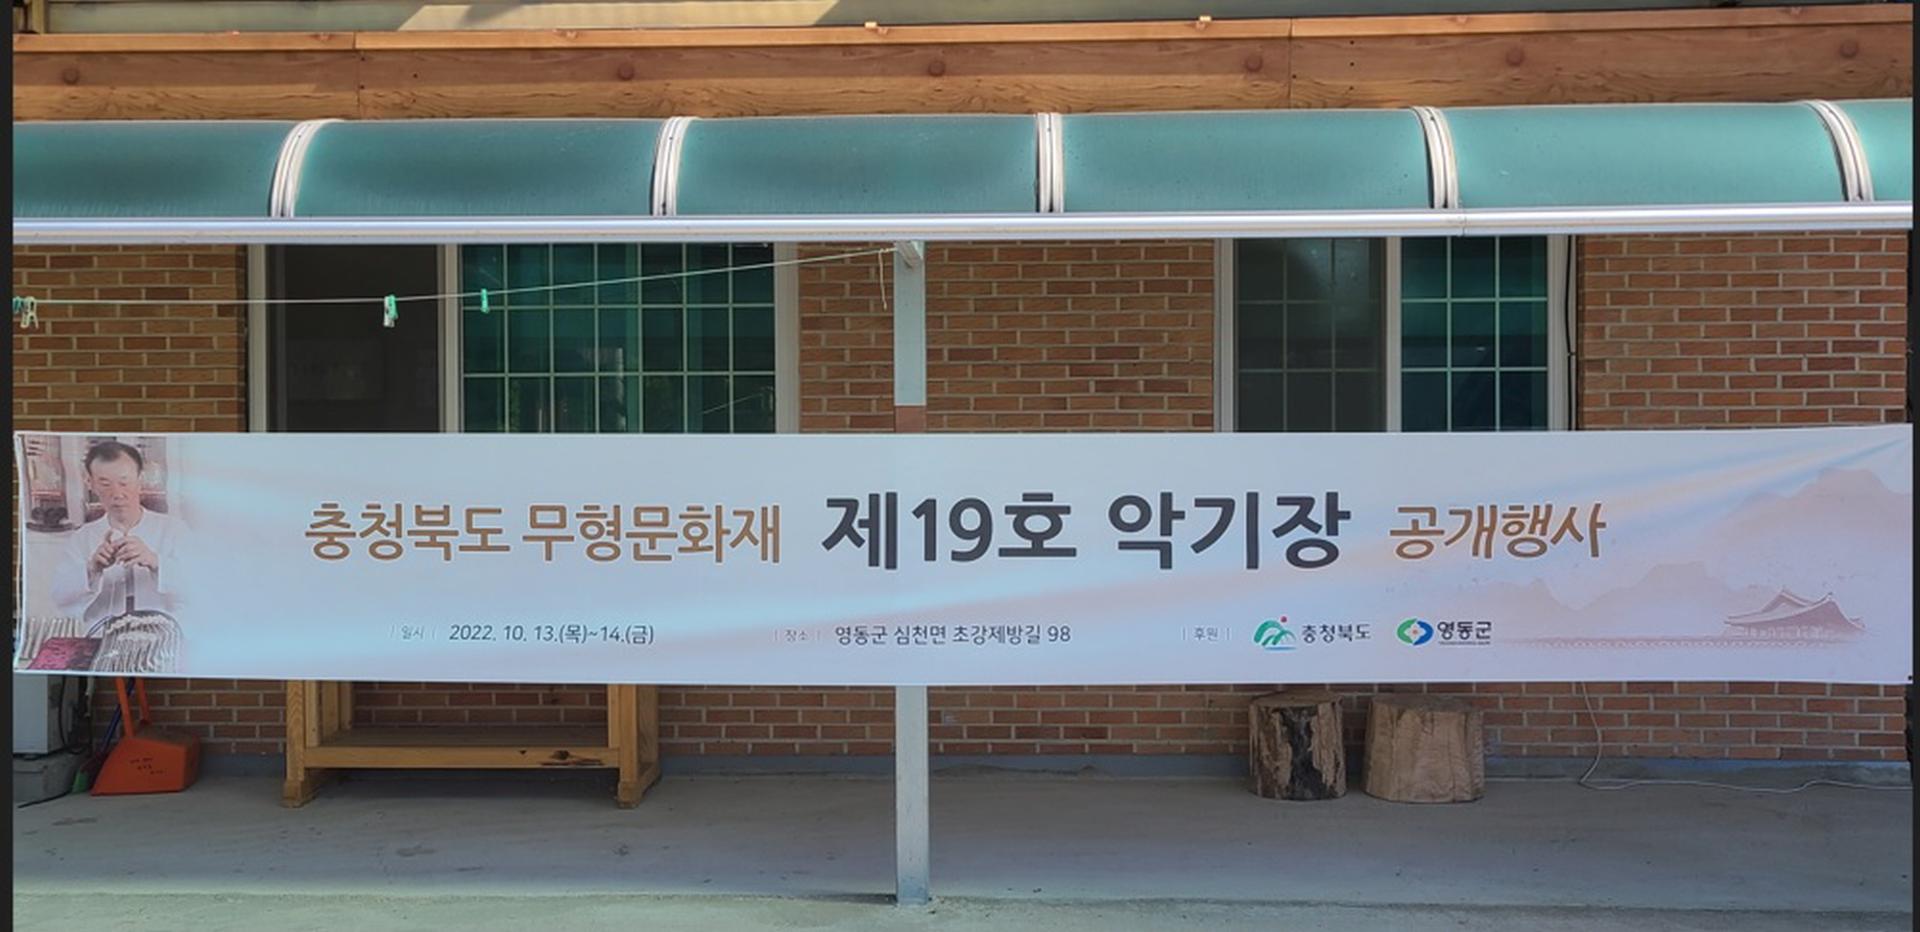 충청북도 무형문화재 제19호 악기장 공개행사
| 일시 | 2022. 10. 13.(목)~14.(금) | 장소 | 영동군 심천면 초강제방길 98 | 후원 | 충청북도 영동군